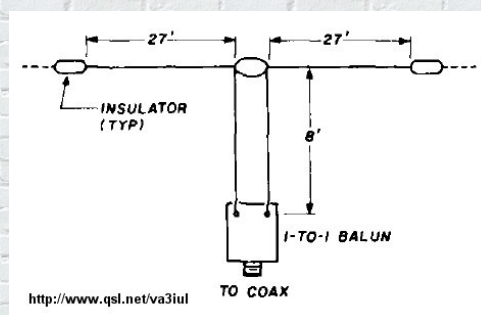 27' 27'
INSULATOR
(TYP)
8'
1-TO-1 BALUN
TO COAX
http://www.qsl.net/va3iul